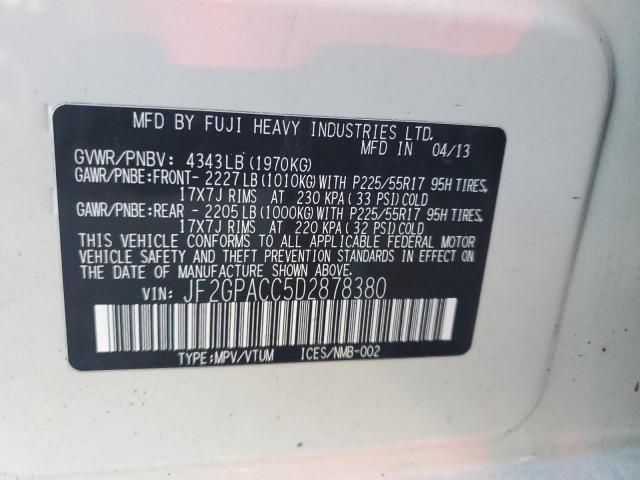 MFD BY FUJI HEAVY INDUSTRIES LTD.
MFD. IN 04/13
GVWR/PNBV: 4343LB (1970KG)
GAWR/PNBE:FRONT- 2227LB (1010KG) WITH P225/55R17 95H TIRES,
17X7J RIMS AT 230 KPA (33 PSI) COLD
GAWR/PNBE:REAR - 2205LB (1000KG) WITH P225/55R17 95H TIRES,
17X7J RIMS AT 220 KPA (32 PSI) COLD
THIS VEHICLE CONFORMS TO ALL APPLICABLE FEDERAL MOTOR
VEHICLE SAFETY AND THEFT PREVENTION STANDARDS IN EFFECT ON
THE DATE OF MANUFACTURE SHOWN ABOVE.
VIN: JF2GPACC5D2878380
TYPE:MPV/VTUM ICES/NMB-002